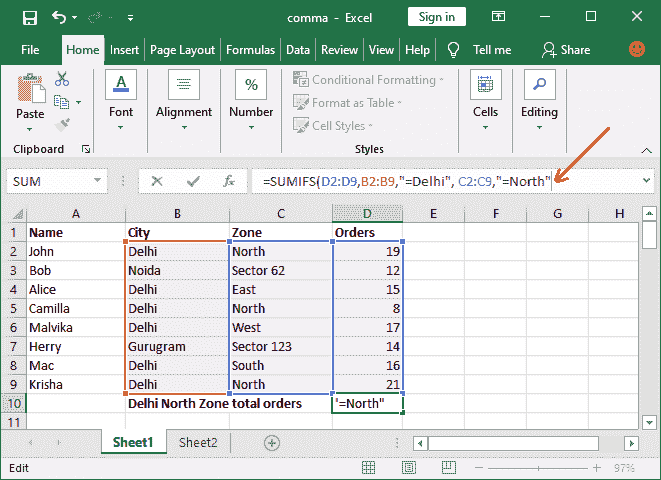 comma - Excel
Sign in
File Home Insert Page Layout Formulas Data Review View Help Tell me Share
Paste
Clipboard
Font
Alignment
%
Number
Conditional Formatting
Format as Table
Cell Styles
Styles
Cells
Editing
SUM fx =SUMIFS(D2:D9,B2:B9,"=Delhi", C2:C9,"=North"
A B C D E F G H
1 Name City Zone Orders
2 John Delhi North 19
3 Bob Noida Sector 62 12
4 Alice Delhi East 15
5 Camilla Delhi North 8
6 Malvika Delhi West 17
7 Herry Gurugram Sector 123 14
8 Mac Delhi South 16
9 Krisha Delhi North 21
10 Delhi North Zone total orders "=North"
11
Sheet1 Sheet2
Edit 97%